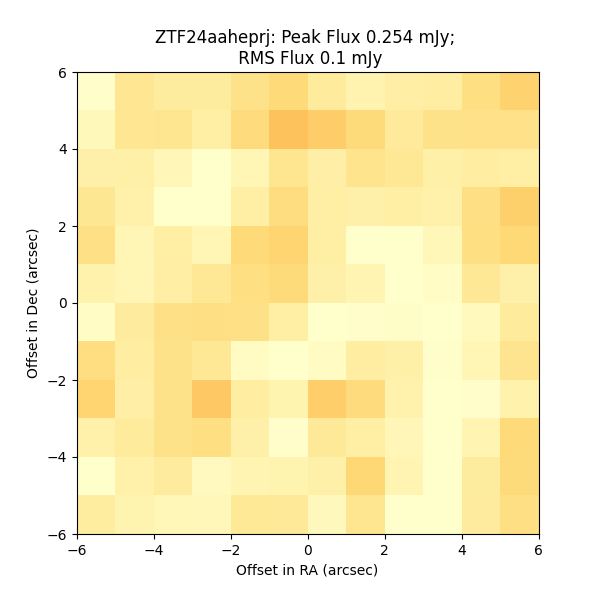 ZTF24aaheprj: Peak Flux 0.254 mJy;
RMS Flux 0.1 mJy
6
4
2
0
−2
−4
−6
Offset in Dec (arcsec)
−6 −4 −2 0 2 4 6
Offset in RA (arcsec)